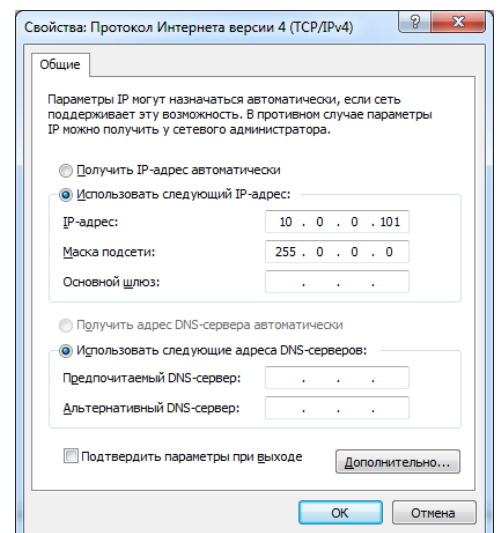 Свойства: Протокол Интернета версии 4 (TCP/IPv4)
Общие
Параметры IP могут назначаться автоматически, если сеть
поддерживает эту возможность. В противном случае параметры
IP можно получить у сетевого администратора.
Получить IP-адрес автоматически
Использовать следующий IP-адрес:
IP-адрес: 10 . 0 . 0 . 101
Маска подсети: 255 . 0 . 0 . 0
Основной шлюз: . . .
Получить адрес DNS-сервера автоматически
Использовать следующие адреса DNS-серверов:
Предпочитаемый DNS-сервер: . . .
Альтернативный DNS-сервер: . . .
Подтвердить параметры при выходе
Дополнительно...
ОК Отмена